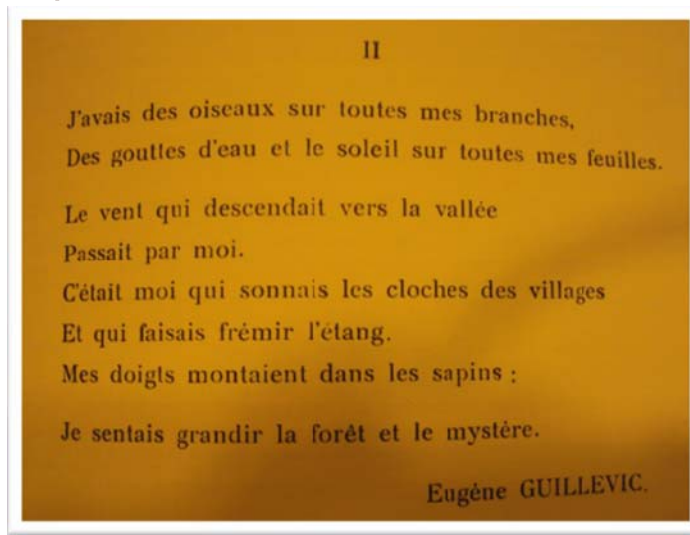 II
J'avais des oiseaux sur toutes mes branches,
Des gouttes d'eau et le soleil sur toutes mes feuilles.
Le vent qui descendait vers la vallée
Passait par moi.
C'était moi qui sonnais les cloches des villages
Et qui faisais frémir l'étang.
Mes doigts montaient dans les sapins :
Je sentais grandir la forêt et le mystére.
Eugéne GUILLEVIC.